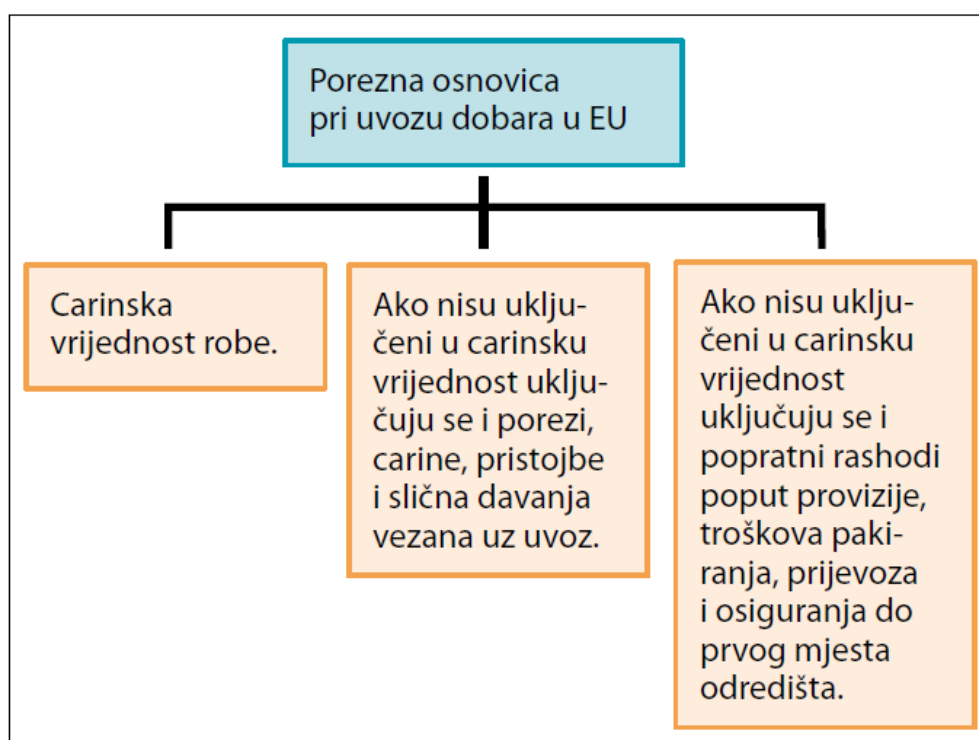 Porezna osnovica
pri uvozu dobara u EU
Carinska
vrijednost robe.
Ako nisu uklju-
čeni u carinsku
vrijednost uklju-
čuju se i porezi,
carine, pristojbe
i slična davanja
vezana uz uvoz.
Ako nisu uklju-
čeni u carinsku
vrijednost
uključuju se i
popratni rashodi
poput provizije,
troškova paki-
ranja, prijevoza
i osiguranja do
prvog mjesta
odredišta.